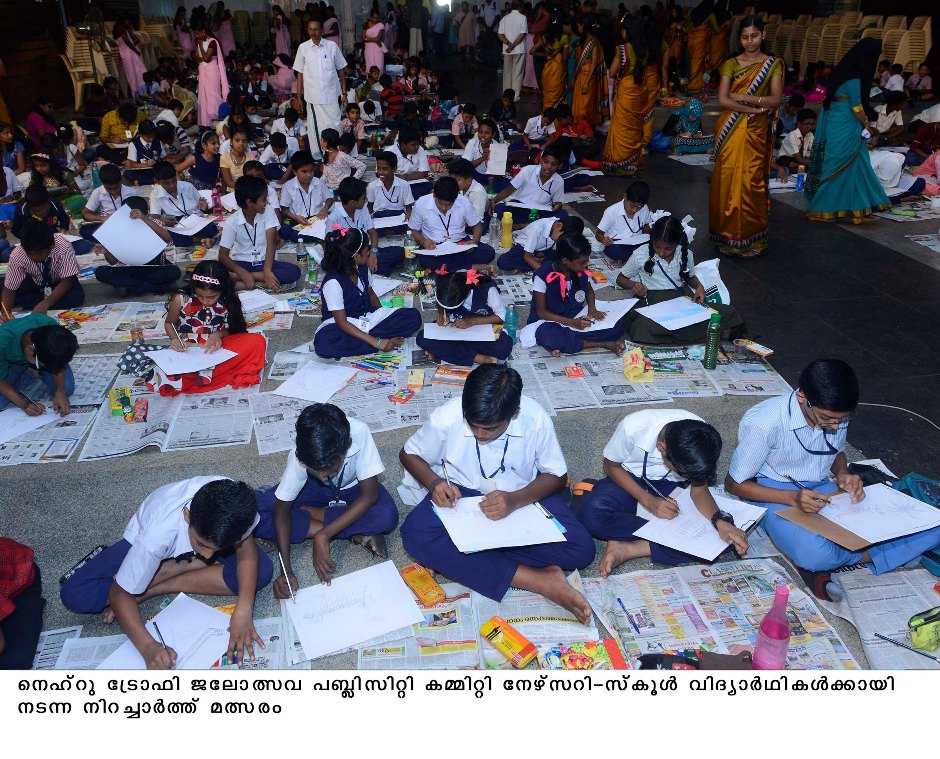 നെഹ്റു ട്രോഫി ജലോത്സവ പബ്ലിസിറ്റി കമ്മിറ്റി നേഴ്സറി-സ്കൂൾ വിദ്യാർഥികൾക്കായി
നടന്ന നിറച്ചാർത്ത് മത്സരം